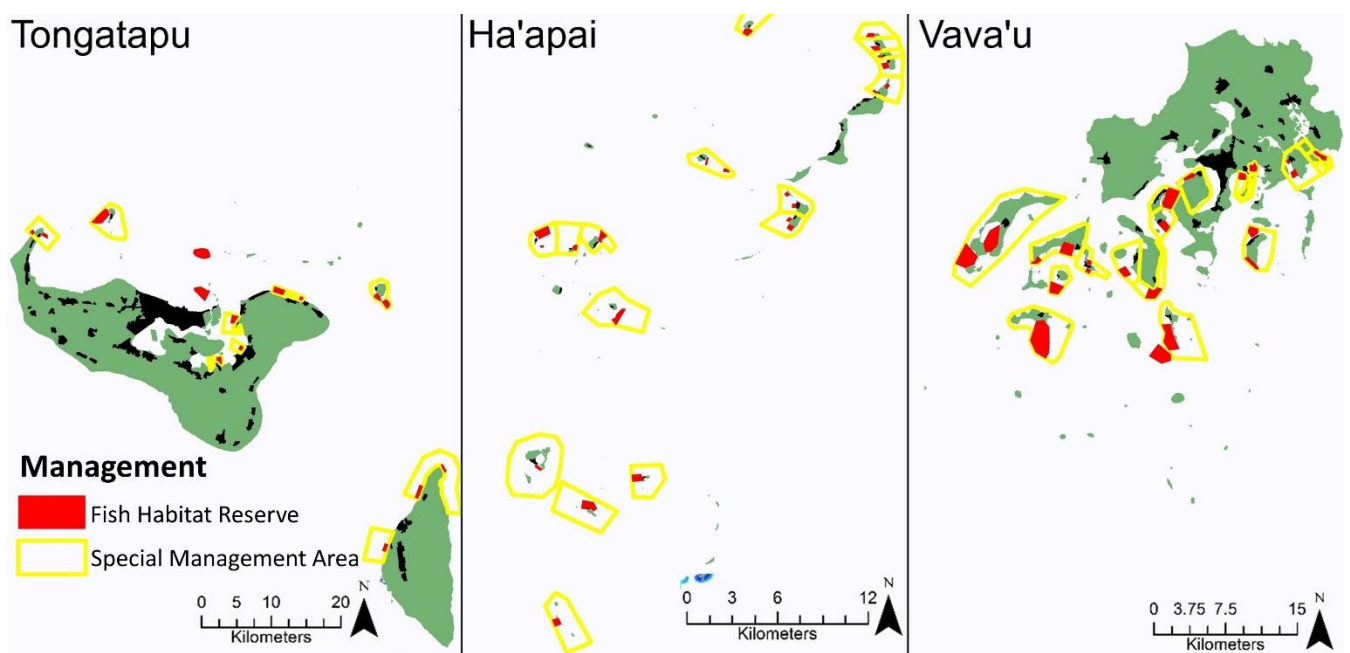 Tongatapu
Ha'apai
Vava'u
Management
Fish Habitat Reserve
Special Management Area
N
0 5 10 20
Kilometers
N
0 3 6 12
Kilometers
N
0 3.75 7.5 15
Kilometers